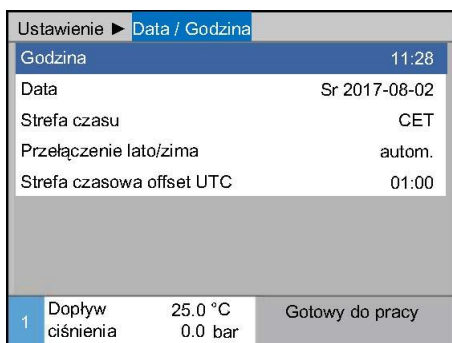 Ustawienie ► Data / Godzina
Godzina 11:28
Data Sr 2017-08-02
Strefa czasu CET
Przełączenie lato/zima autom.
Strefa czasowa offset UTC 01:00
1 Dopływ 25.0 °C Gotowy do pracy
ciśnienia 0.0 bar